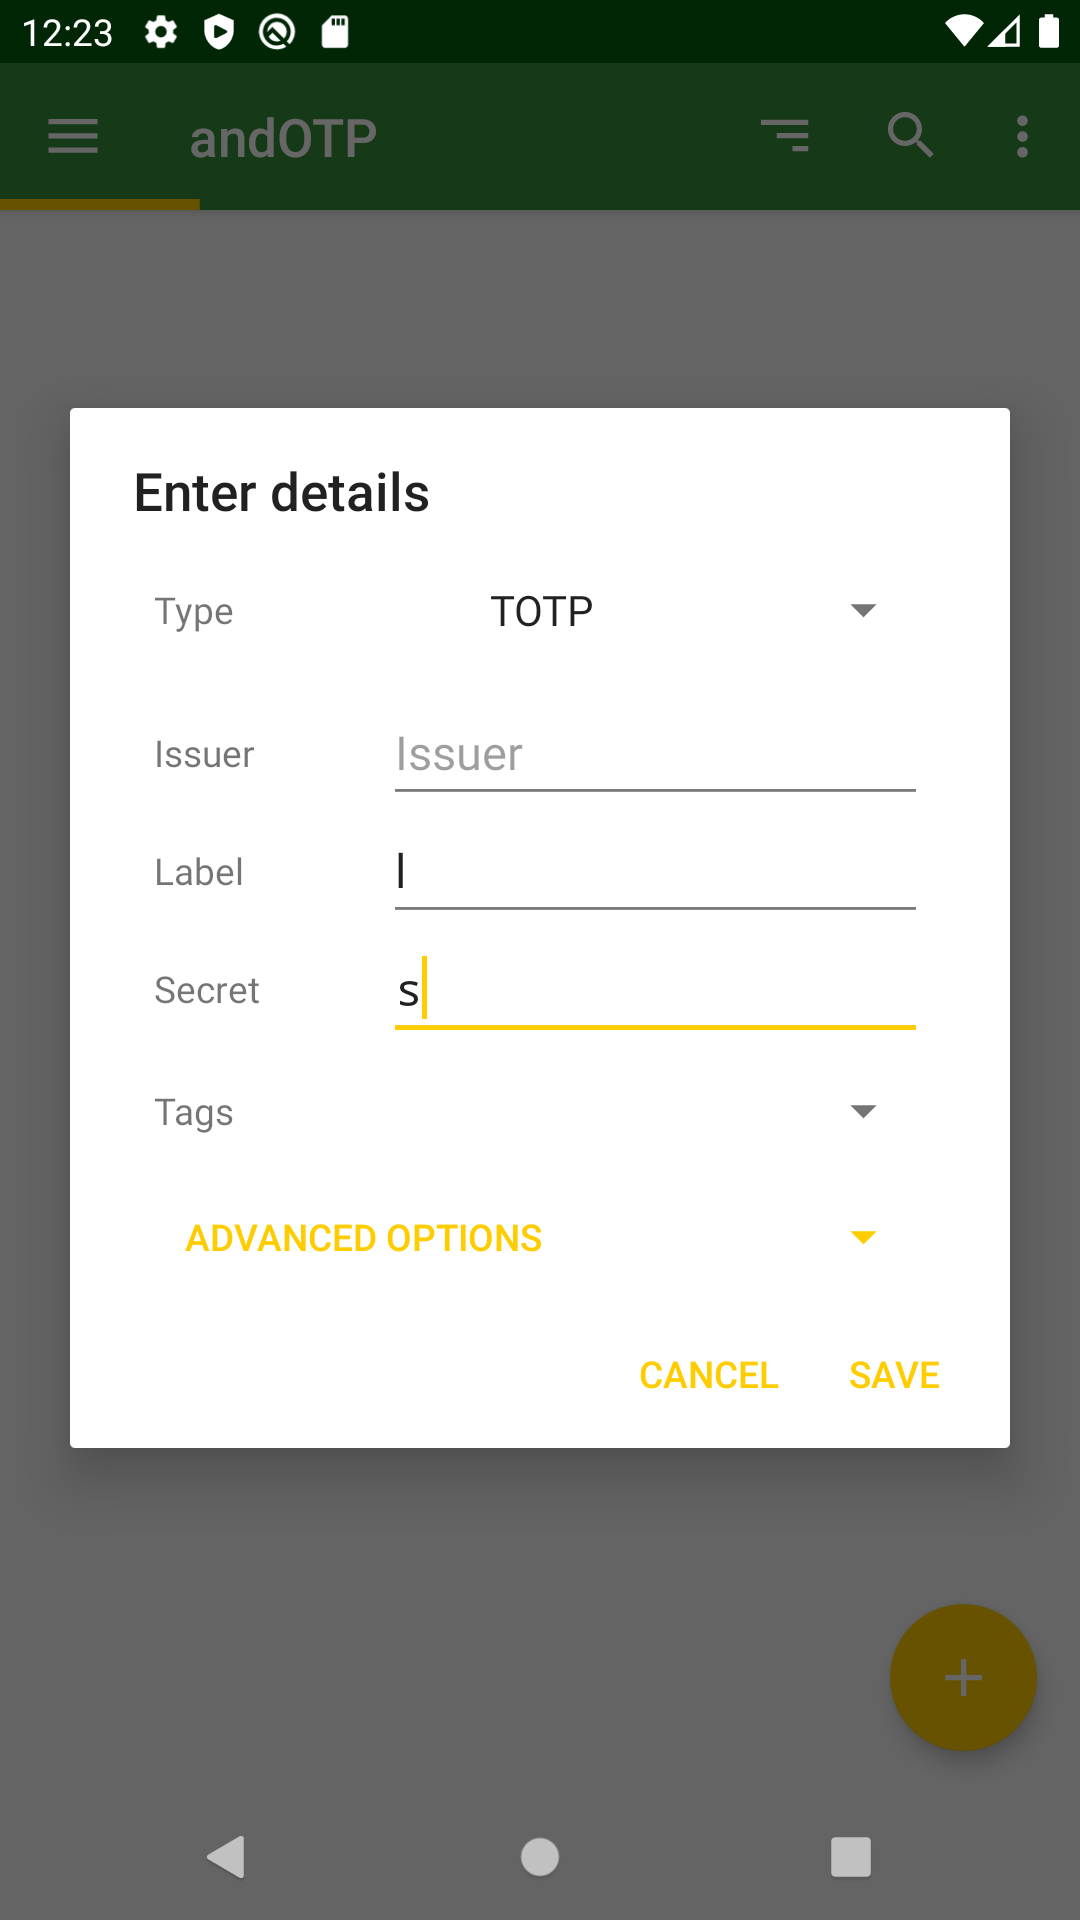 12:23
andOTP
Enter details
Type TOTP
Issuer Issuer
Label l
Secret s
Tags
ADVANCED OPTIONS
CANCEL SAVE